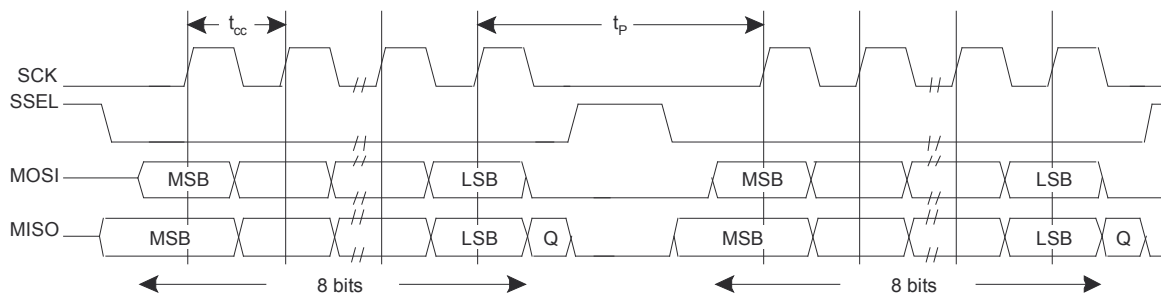 t_cc t_P
SCK
SSEL
MOSI MSB LSB MSB LSB
MISO MSB LSB Q MSB LSB Q
8 bits 8 bits